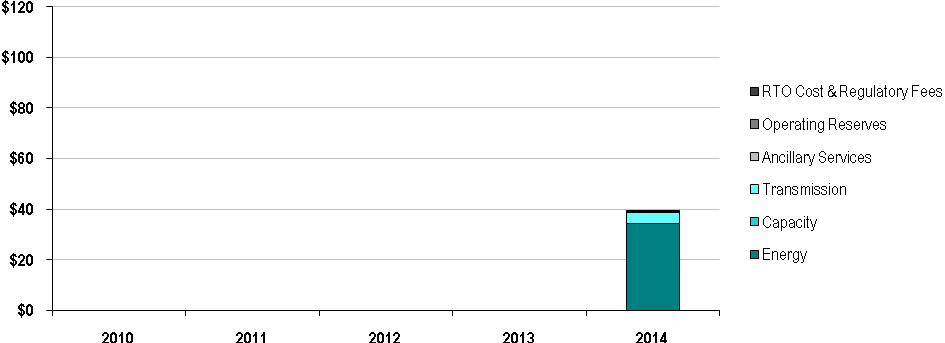 $120
$100
$80
$60
$40
$20
$0
2010 2011 2012 2013 2014
RTO Cost & Regulatory Fees
Operating Reserves
Ancillary Services
Transmission
Capacity
Energy